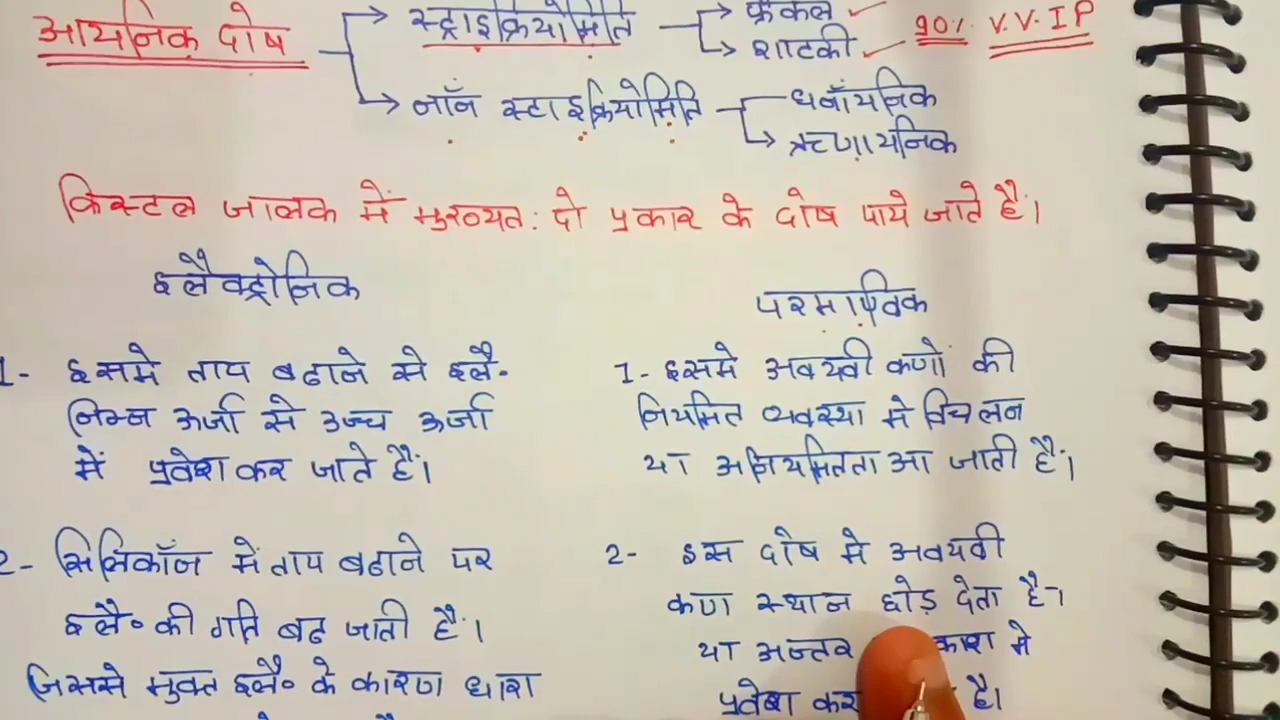 आयनिक दोष
स्ट्राइकियोमिति
फ्रेंकल
शाटकी
90% V.V.IP
नॉन स्टाइकियोमिति
धनॉयनिक
ऋणायनिक
किस्टल जालक में मुख्यत: दो प्रकार के दोष पाये जाते हैं।
इलैक्ट्रोनिक
1- इसमे ताप बढाने से इलै॰
निम्न ऊर्जा से उच्च ऊर्जा
में प्रवेश कर जाते हैं।
2- सिलिकॉन में ताप बढाने पर
इलै॰ की गति बढ जाती है।
जिससे मुक्त इलै॰ के कारण धारा
परमाण्विक
1- इसमे अवयवी कणो की
नियमित व्यवस्था मे विचलन
या अनियमितता आ जाती है।
2- इस दोष मे अवयवी
कण स्थान छोड़ देता है
या अन्तर काश मे
प्रवेश कर है।